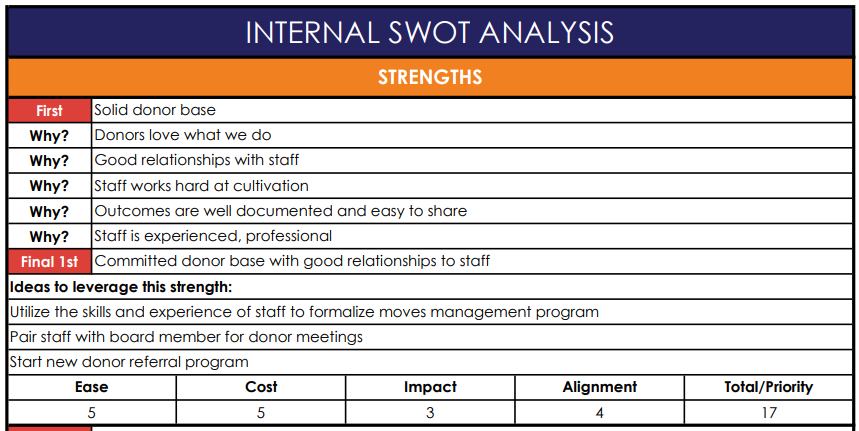 INTERNAL SWOT ANALYSIS
STRENGTHS
First Solid donor base
Why? Donors love what we do
Why? Good relationships with staff
Why? Staff works hard at cultivation
Why? Outcomes are well documented and easy to share
Why? Staff is experienced, professional
Final 1st Committed donor base with good relationships to staff
Ideas to leverage this strength:
Utilize the skills and experience of staff to formalize moves management program
Pair staff with board member for donor meetings
Start new donor referral program
Ease Cost Impact Alignment Total/Priority
5 5 3 4 17